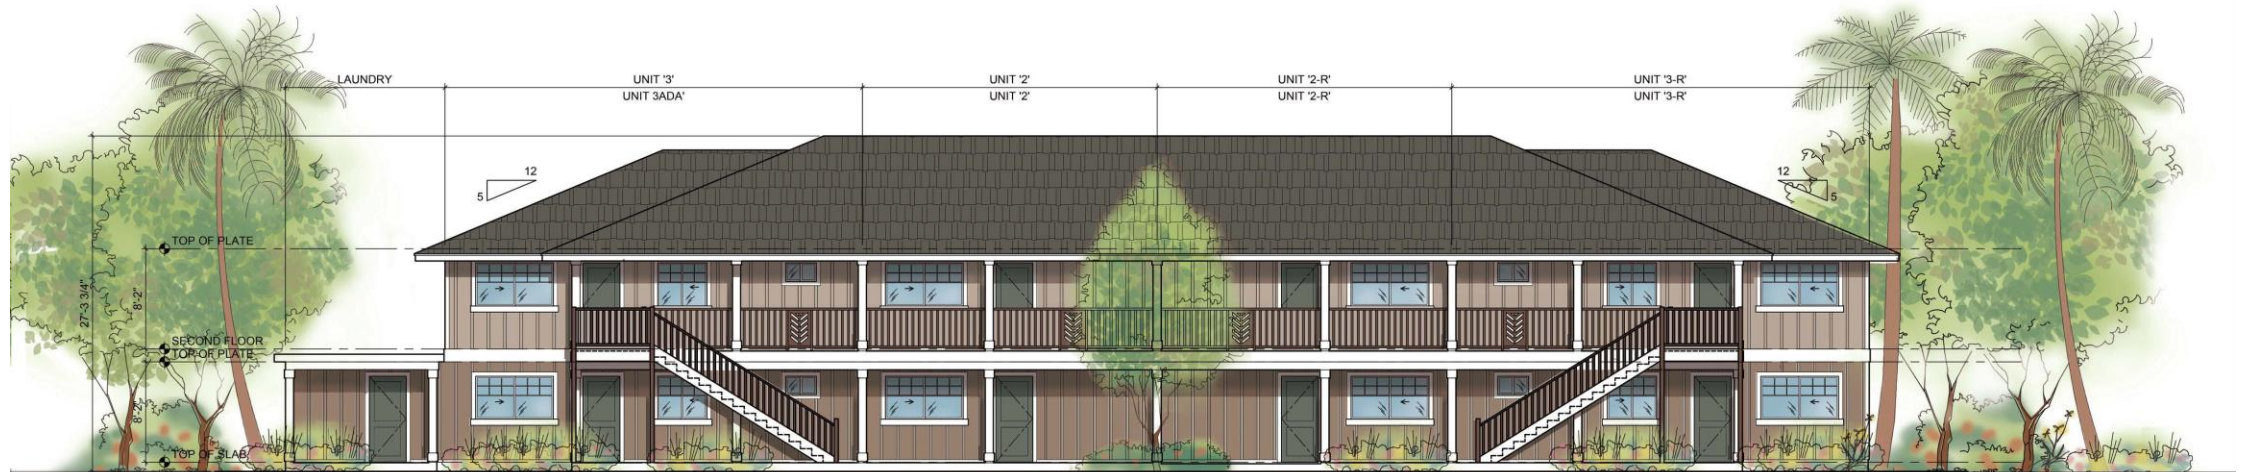 LAUNDRY
UNIT '3'
UNIT '2'
UNIT '2-R'
UNIT '3-R'
UNIT 3ADA'
UNIT '2'
UNIT '2-R'
UNIT '3-R'
12
5
12
5
TOP OF PLATE
27'-3 3/4"
8'-2"
SECOND FLOOR
TOP OF PLATE
8'-2"
TOP OF SLAB